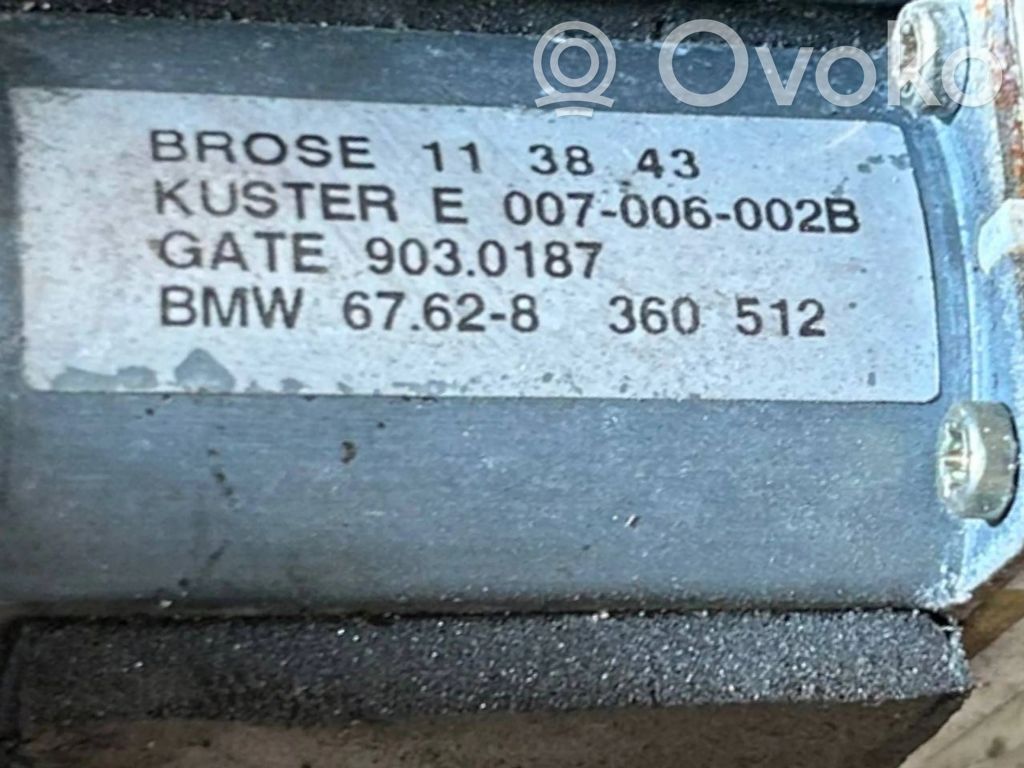 Ovoko
BROSE 11 38 43
KUSTER E 007-006-002B
GATE 903.0187
BMW 67.62-8 360 512